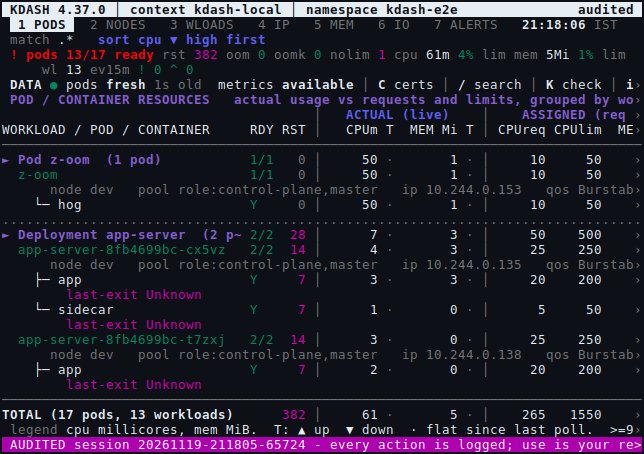 KDASH 4.37.0 │ context kdash-local │ namespace kdash-e2e audited
1 PODS 2 NODES 3 WLOADS 4 IP 5 MEM 6 IO 7 ALERTS 21:18:06 IST
match .* sort cpu ▼ high first
! pods 13/17 ready rst 382 oom 0 oomk 0 nolim 1 cpu 61m 4% lim mem 5Mi 1% lim
wl 13 ev15m ! 0 ^ 0
DATA ● pods fresh 1s old metrics available │ C certs │ / search │ K check │ i›
POD / CONTAINER RESOURCES actual usage vs requests and limits, grouped by wo›
│ ACTUAL (live) │ ASSIGNED (req ›
WORKLOAD / POD / CONTAINER RDY RST │ CPUm T MEM Mi T │ CPUreq CPUlim ME›
► Pod z-oom (1 pod) 1/1 0 │ 50 · 1 · │ 10 50 ›
z-oom 1/1 0 │ 50 · 1 · │ 10 50 ›
node dev pool role:control-plane,master ip 10.244.0.153 qos Burstab›
└─ hog Y 0 │ 50 · 1 · │ 10 50 ›
► Deployment app-server (2 p~ 2/2 28 │ 7 · 3 · │ 50 500 ›
app-server-8fb4699bc-cx5vz 2/2 14 │ 4 · 3 · │ 25 250 ›
node dev pool role:control-plane,master ip 10.244.0.135 qos Burstab›
├─ app Y 7 │ 3 · 3 · │ 20 200 ›
last-exit Unknown
└─ sidecar Y 7 │ 1 · 0 · │ 5 50 ›
last-exit Unknown
app-server-8fb4699bc-t7zxj 2/2 14 │ 3 · 0 · │ 25 250 ›
node dev pool role:control-plane,master ip 10.244.0.138 qos Burstab›
├─ app Y 7 │ 2 · 0 · │ 20 200 ›
last-exit Unknown
TOTAL (17 pods, 13 workloads) 382 │ 61 · 5 · │ 265 1550 ›
legend cpu millicores, mem MiB. T: ▲ up ▼ down · flat since last poll. >=9›
AUDITED session 20261119-211805-65724 - every action is logged; use is your re>